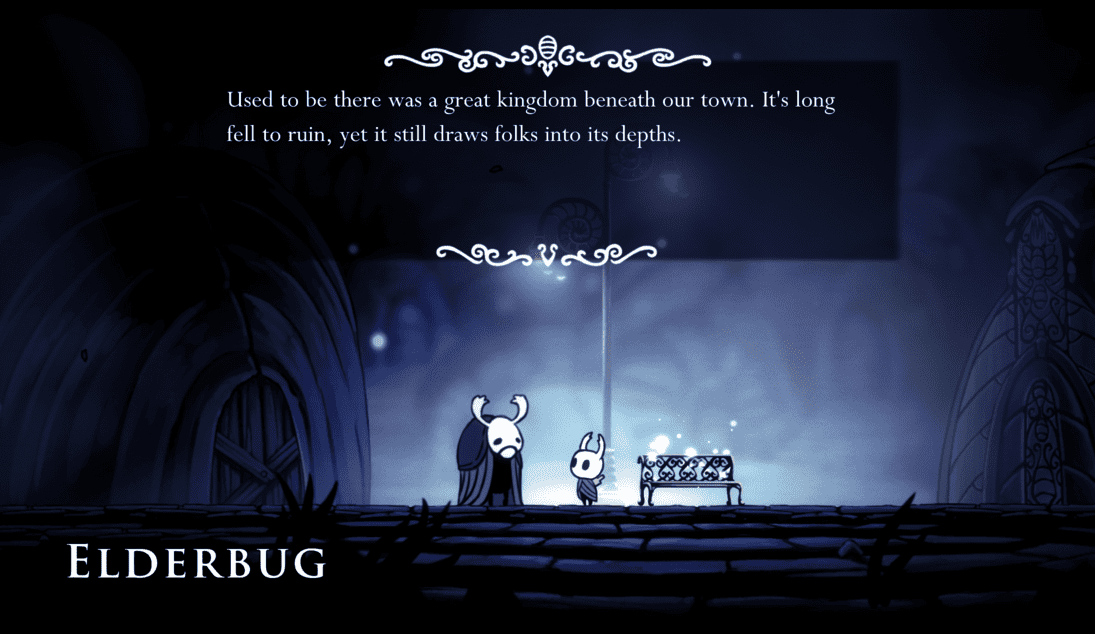 Used to be there was a great kingdom beneath our town. It's long
fell to ruin, yet it still draws folks into its depths.
ELDERBUG